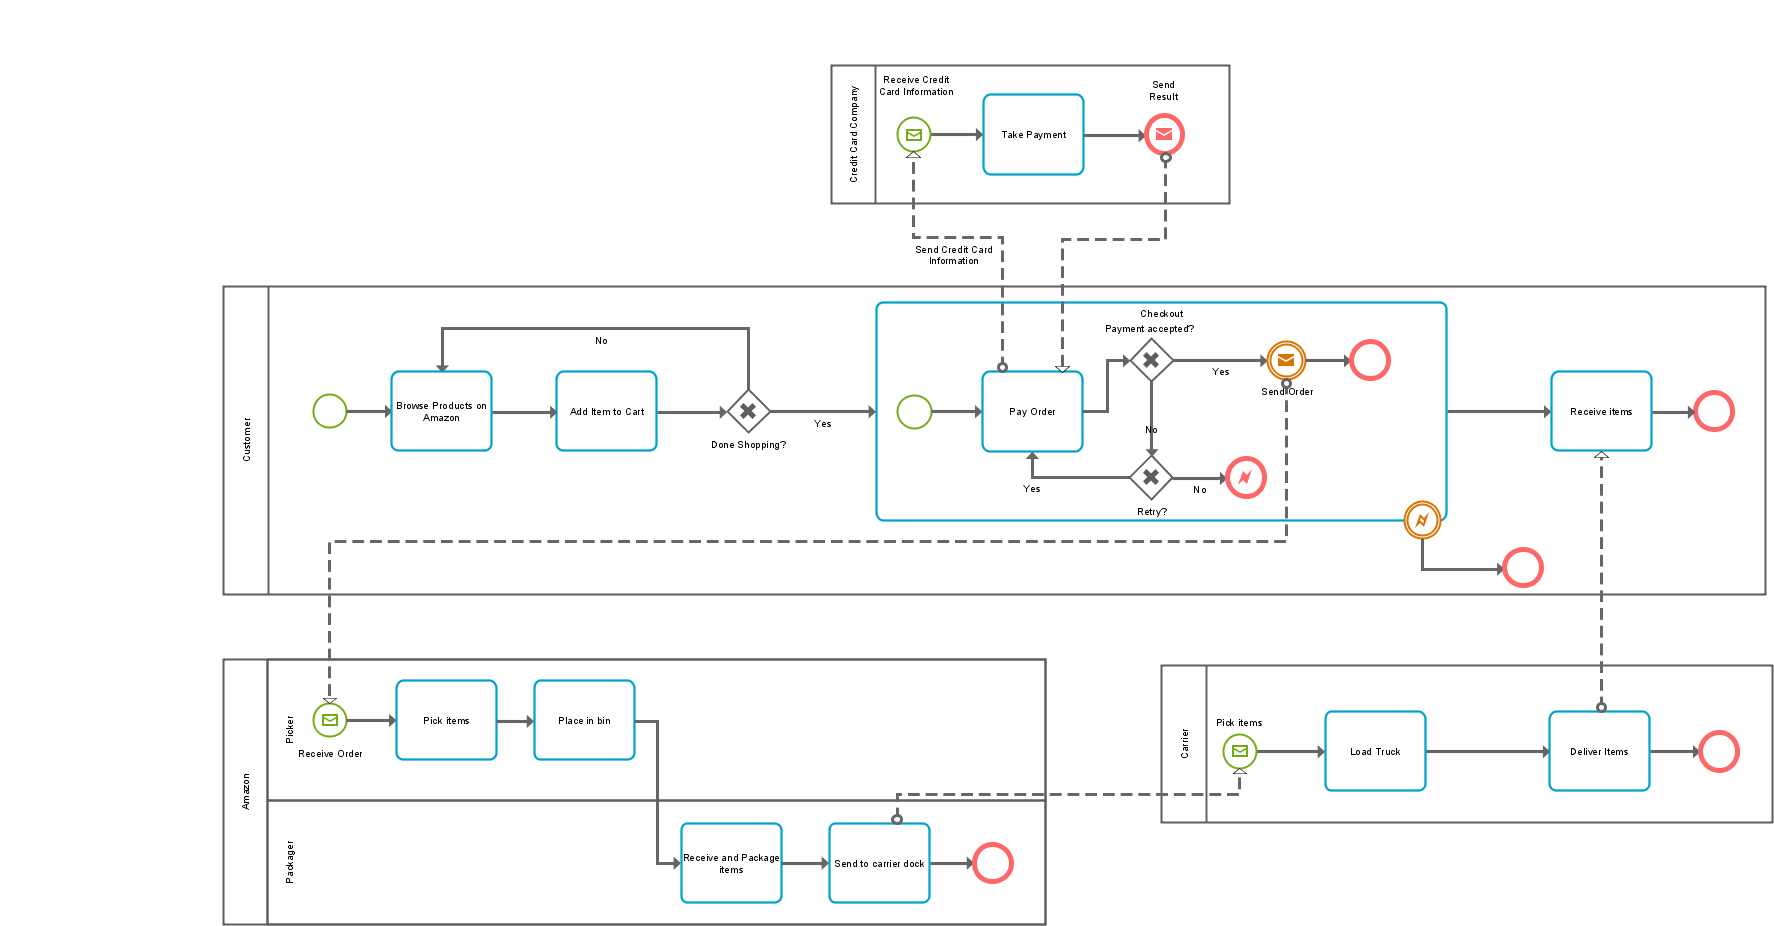 Receive Credit
Card Information
Send
Result
Credit Card Company
Take Payment
Send Credit Card
Information
Checkout
Payment accepted?
No
Yes
Send Order
Browse Products on
Amazon
Add Item to Cart
Pay Order
Receive items
Customer
Yes
Done Shopping?
No
Yes
No
Retry?
Picker
Pick items
Place in bin
Receive Order
Amazon
Packager
Receive and Package
items
Send to carrier dock
Pick items
Carrier
Load Truck
Deliver Items